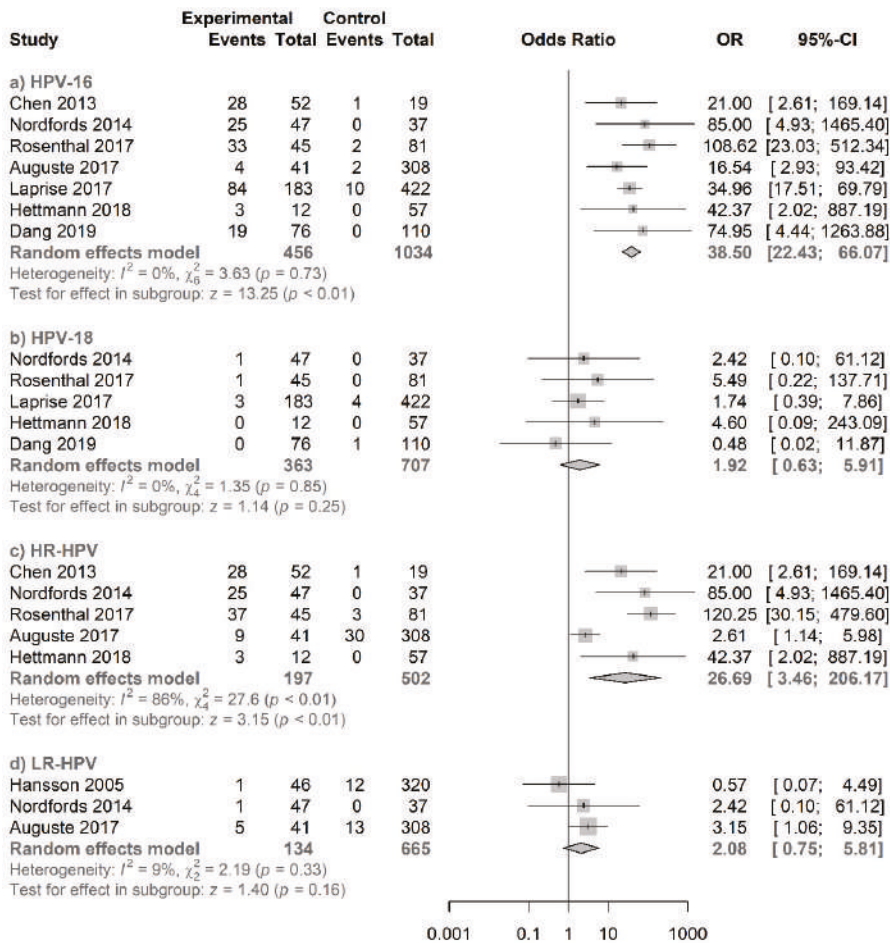 Experimental Control
Study Events Total Events Total Odds Ratio OR 95%-CI
a) HPV-16
Chen 2013 28 52 1 19 21.00 [ 2.61; 169.14]
Nordfords 2014 25 47 0 37 85.00 [ 4.93; 1465.40]
Rosenthal 2017 33 45 2 81 108.62 [23.03; 512.34]
Auguste 2017 4 41 2 308 16.54 [ 2.93; 93.42]
Laprise 2017 84 183 10 422 34.96 [17.51; 69.79]
Hettmann 2018 3 12 0 57 42.37 [ 2.02; 887.19]
Dang 2019 19 76 0 110 74.95 [ 4.44; 1263.88]
Random effects model 456 1034 38.50 [22.43; 66.07]
Heterogeneity: I² = 0%, χ²₆ = 3.63 (p = 0.73)
Test for effect in subgroup: z = 13.25 (p < 0.01)
b) HPV-18
Nordfords 2014 1 47 0 37 2.42 [ 0.10; 61.12]
Rosenthal 2017 1 45 0 81 5.49 [ 0.22; 137.71]
Laprise 2017 3 183 4 422 1.74 [ 0.39; 7.86]
Hettmann 2018 0 12 0 57 4.60 [ 0.09; 243.09]
Dang 2019 0 76 1 110 0.48 [ 0.02; 11.87]
Random effects model 363 707 1.92 [ 0.63; 5.91]
Heterogeneity: I² = 0%, χ²₄ = 1.35 (p = 0.85)
Test for effect in subgroup: z = 1.14 (p = 0.25)
c) HR-HPV
Chen 2013 28 52 1 19 21.00 [ 2.61; 169.14]
Nordfords 2014 25 47 0 37 85.00 [ 4.93; 1465.40]
Rosenthal 2017 37 45 3 81 120.25 [30.15; 479.60]
Auguste 2017 9 41 30 308 2.61 [ 1.14; 5.98]
Hettmann 2018 3 12 0 57 42.37 [ 2.02; 887.19]
Random effects model 197 502 26.69 [ 3.46; 206.17]
Heterogeneity: I² = 86%, χ²₄ = 27.6 (p < 0.01)
Test for effect in subgroup: z = 3.15 (p < 0.01)
d) LR-HPV
Hansson 2005 1 46 12 320 0.57 [ 0.07; 4.49]
Nordfords 2014 1 47 0 37 2.42 [ 0.10; 61.12]
Auguste 2017 5 41 13 308 3.15 [ 1.06; 9.35]
Random effects model 134 665 2.08 [ 0.75; 5.81]
Heterogeneity: I² = 9%, χ²₂ = 2.19 (p = 0.33)
Test for effect in subgroup: z = 1.40 (p = 0.16)
0.001 0.1 1 10 1000